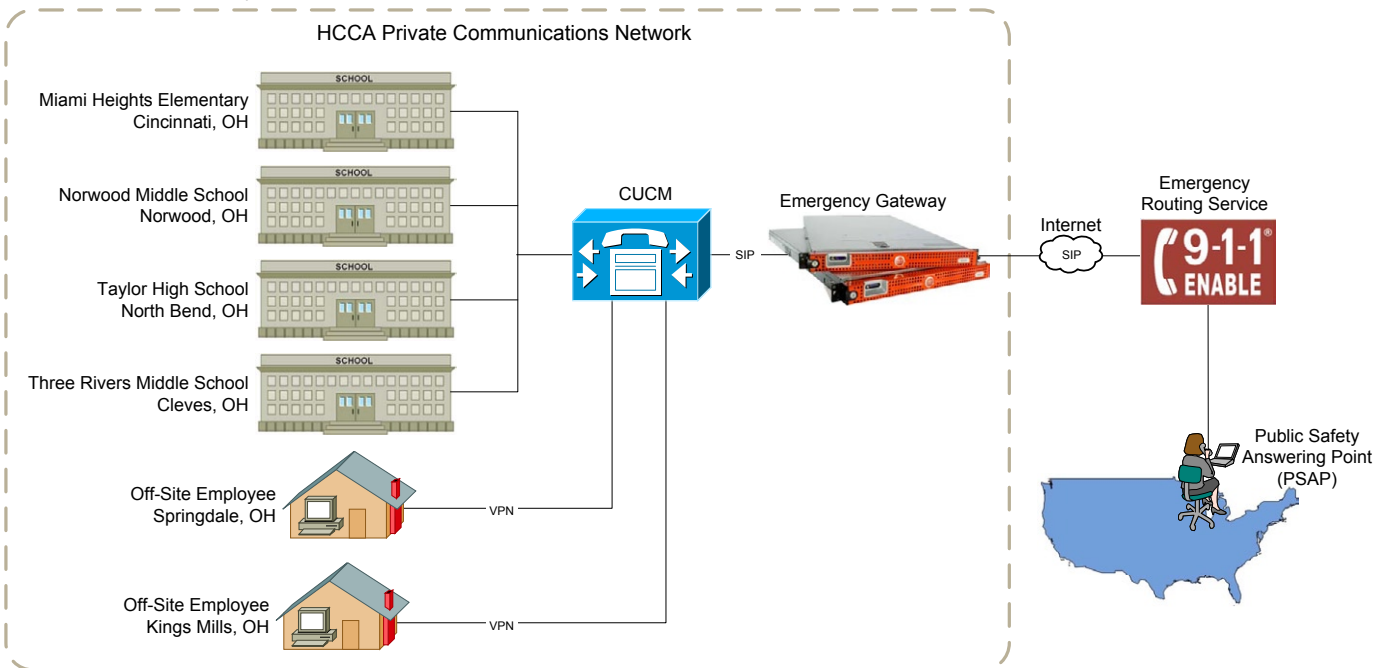 HCCA Private Communications Network
SCHOOL
Miami Heights Elementary
Cincinnati, OH
SCHOOL
Norwood Middle School
Norwood, OH
SCHOOL
Taylor High School
North Bend, OH
SCHOOL
Three Rivers Middle School
Cleves, OH
Off-Site Employee
Springdale, OH
VPN
Off-Site Employee
Kings Mills, OH
VPN
CUCM
SIP
Emergency Gateway
Internet
SIP
Emergency
Routing Service
9-1-1®
ENABLE
Public Safety
Answering Point
(PSAP)